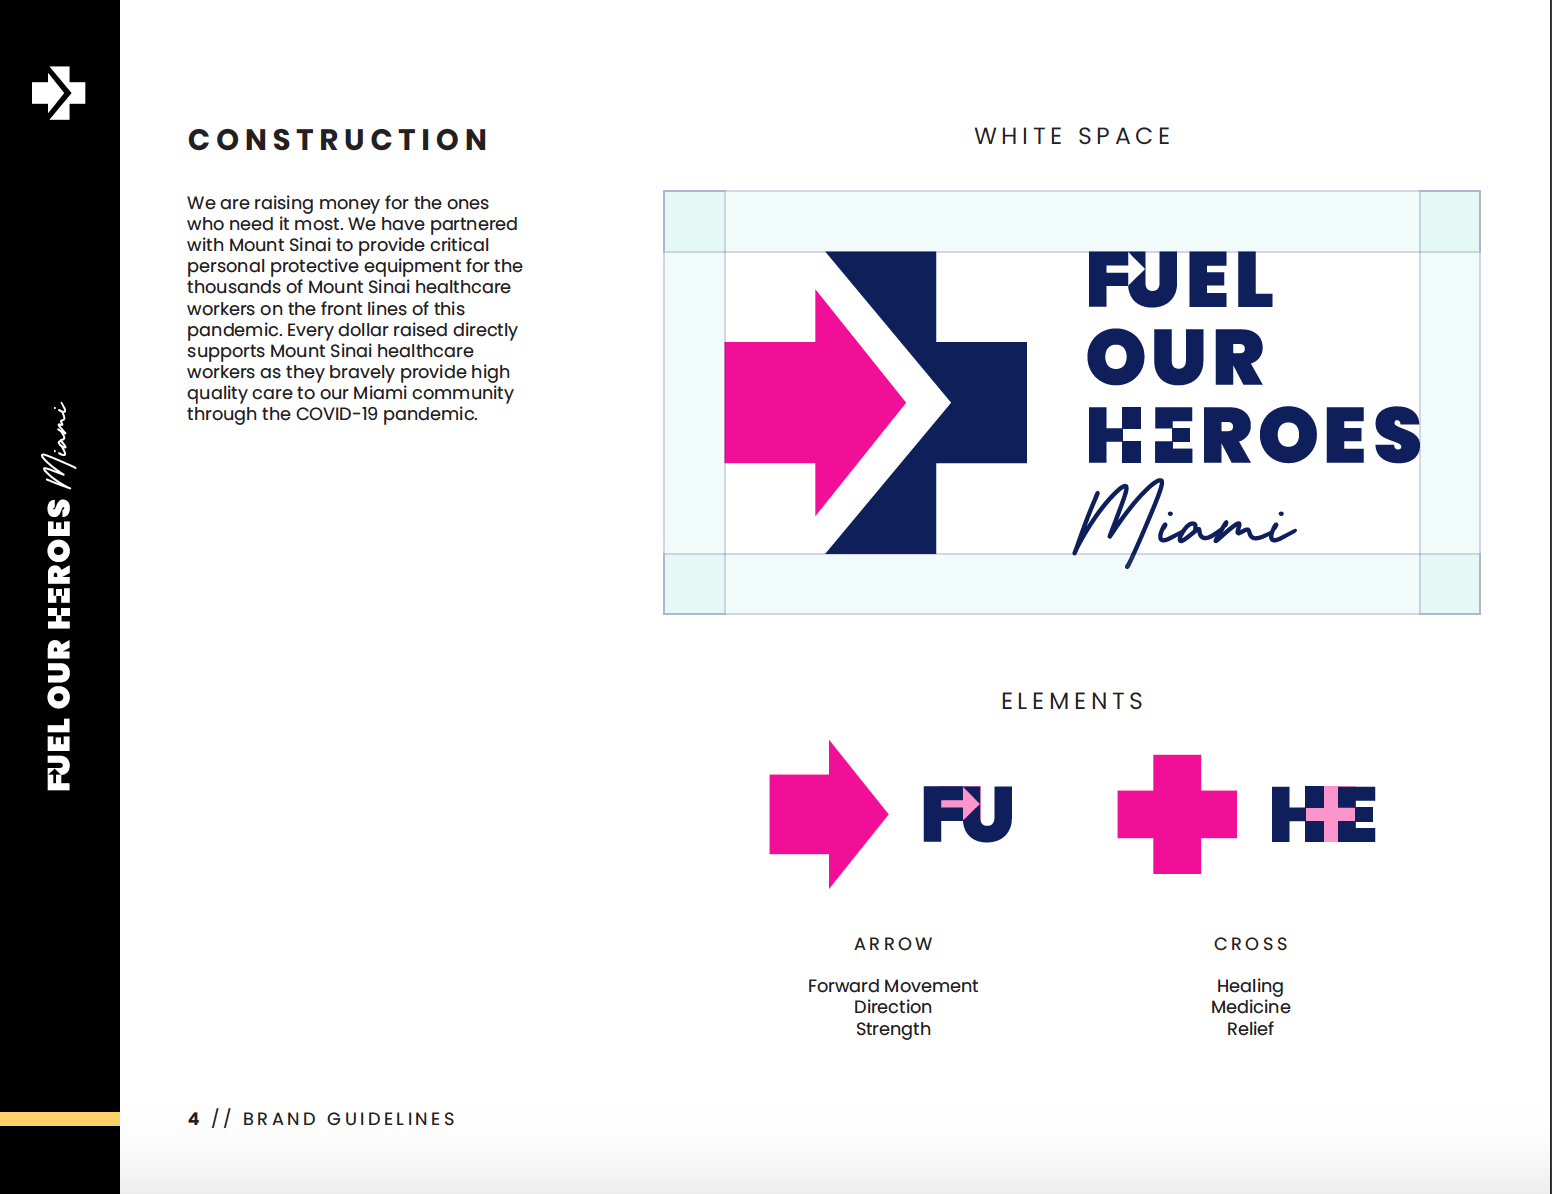 FUEL OUR HEROES Miami
CONSTRUCTION
We are raising money for the ones
who need it most. We have partnered
with Mount Sinai to provide critical
personal protective equipment for the
thousands of Mount Sinai healthcare
workers on the front lines of this
pandemic. Every dollar raised directly
supports Mount Sinai healthcare
workers as they bravely provide high
quality care to our Miami community
through the COVID-19 pandemic.
WHITE SPACE
FUEL
OUR
HEROES
Miami
ELEMENTS
FU
HE
ARROW
Forward Movement
Direction
Strength
CROSS
Healing
Medicine
Relief
4 // BRAND GUIDELINES